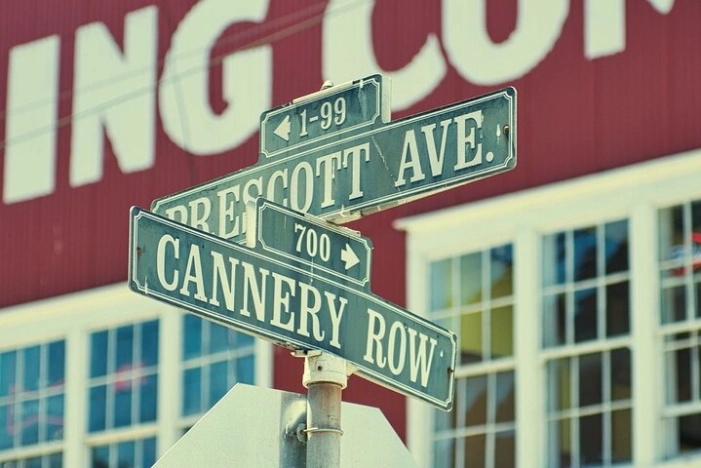 ING CO
1-99
PRESCOTT AVE.
700
CANNERY ROW